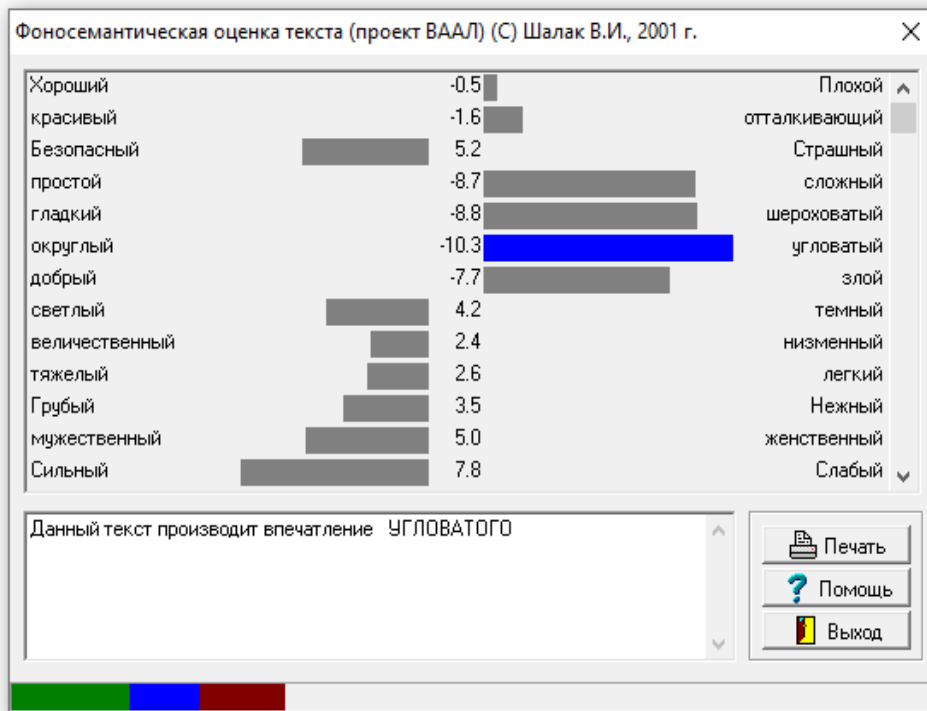 Фоносемантическая оценка текста (проект ВААЛ) (C) Шалак В.И., 2001 г.
Хороший -0.5 Плохой
красивый -1.6 отталкивающий
Безопасный 5.2 Страшный
простой -8.7 сложный
гладкий -8.8 шероховатый
округлый -10.3 угловатый
добрый -7.7 злой
светлый 4.2 темный
величественный 2.4 низменный
тяжелый 2.6 легкий
Грубый 3.5 Нежный
мужественный 5.0 женственный
Сильный 7.8 Слабый
Данный текст производит впечатление УГЛОВАТОГО
Печать
Помощь
Выход